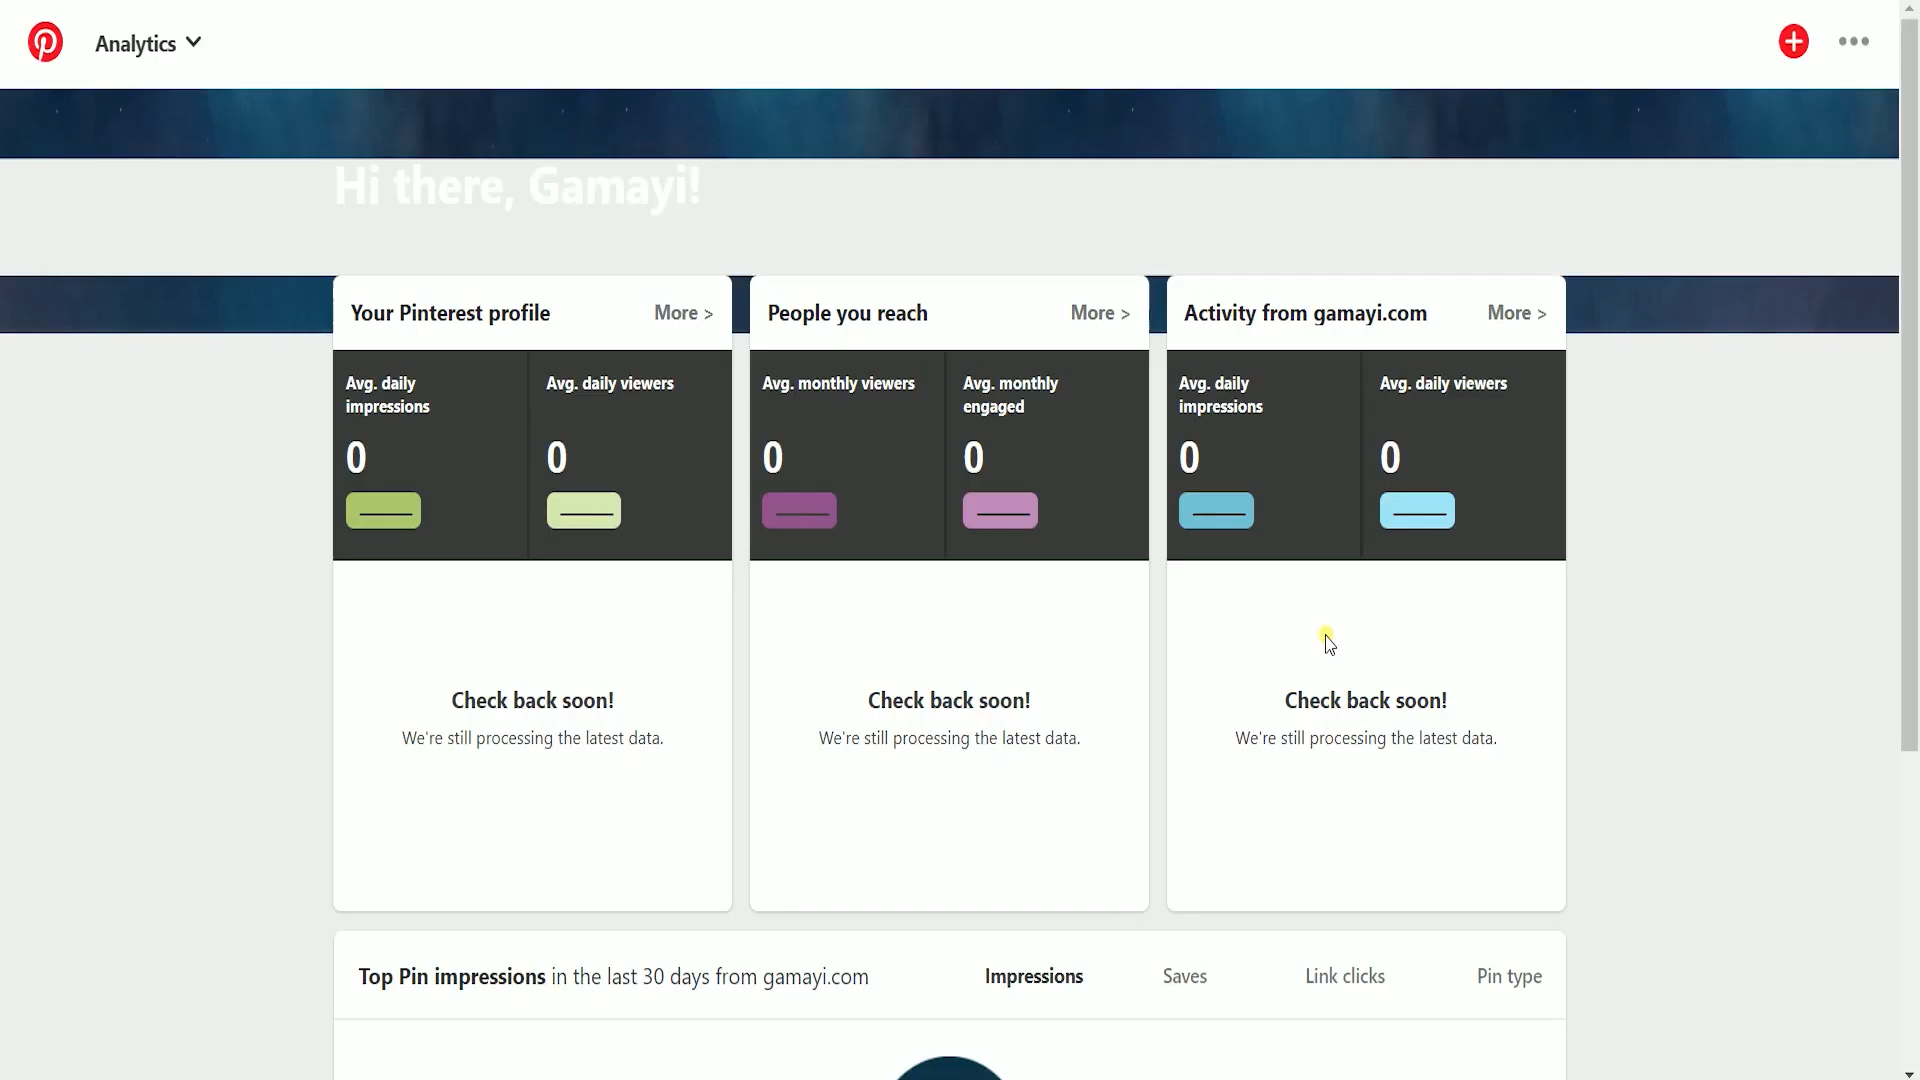 Analytics
Hi there, Gamayi!
Your Pinterest profile More >
Avg. daily impressions
0
Avg. daily viewers
0
Check back soon!
We're still processing the latest data.
People you reach More >
Avg. monthly viewers
0
Avg. monthly engaged
0
Check back soon!
We're still processing the latest data.
Activity from gamayi.com More >
Avg. daily impressions
0
Avg. daily viewers
0
Check back soon!
We're still processing the latest data.
Top Pin impressions in the last 30 days from gamayi.com Impressions Saves Link clicks Pin type